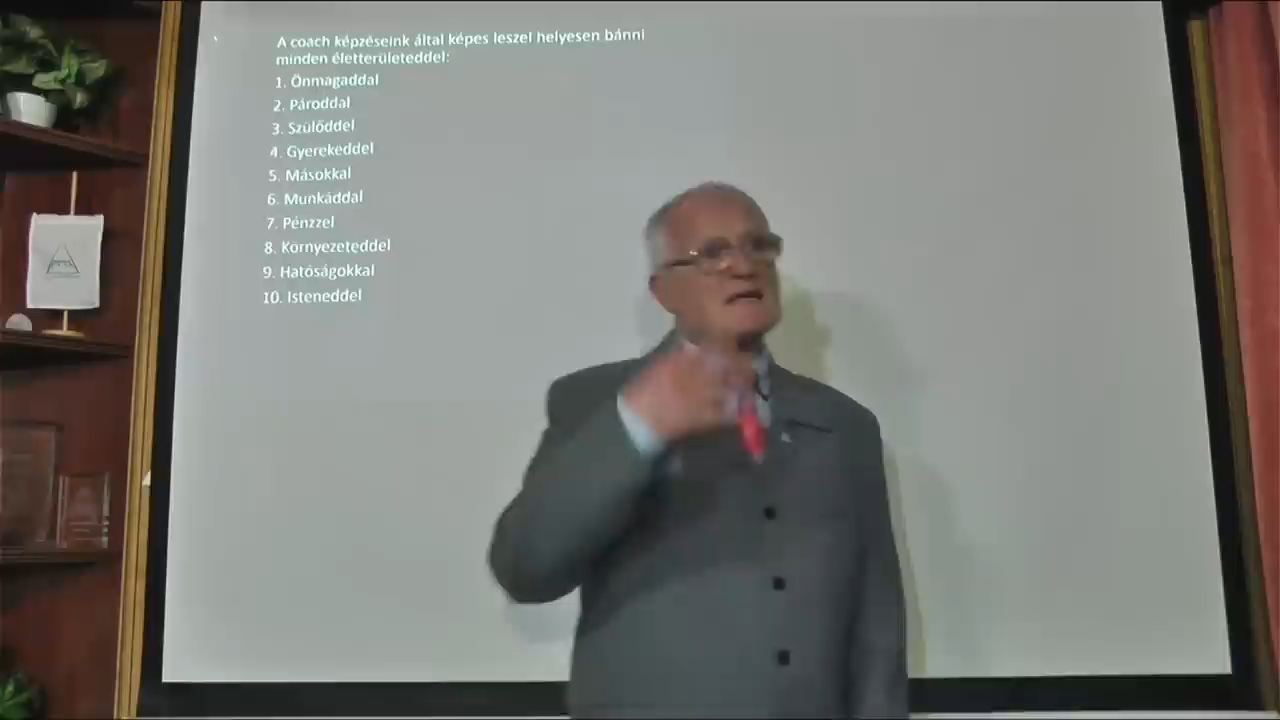 A coach képzéseink által képes leszel helyesen bánni
minden életterületeddel:
1. Önmagaddal
2. Pároddal
3. Szülőddel
4. Gyerekeddel
5. Másokkal
6. Munkáddal
7. Pénzzel
8. Környezeteddel
9. Hatóságokkal
10. Isteneddel